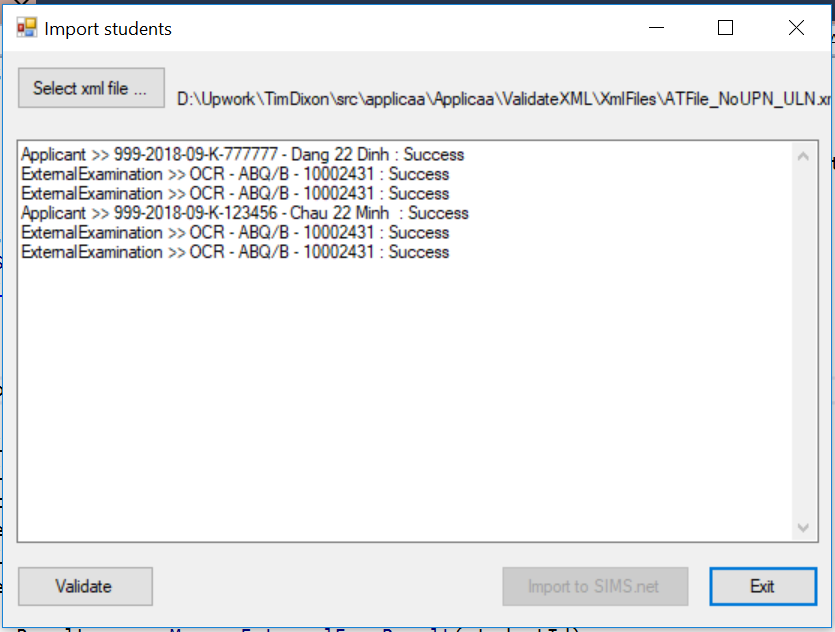 Import students
Select xml file ...
D:\Upwork\TimDixon\src\applicaa\Applicaa\ValidateXML\XmlFiles\ATFile_NoUPN_ULN.xr
Applicant >> 999-2018-09-K-777777 - Dang 22 Dinh : Success
ExternalExamination >> OCR - ABQ/B - 10002431 : Success
ExternalExamination >> OCR - ABQ/B - 10002431 : Success
Applicant >> 999-2018-09-K-123456 - Chau 22 Minh  : Success
ExternalExamination >> OCR - ABQ/B - 10002431 : Success
ExternalExamination >> OCR - ABQ/B - 10002431 : Success
Validate
Import to SIMS.net
Exit